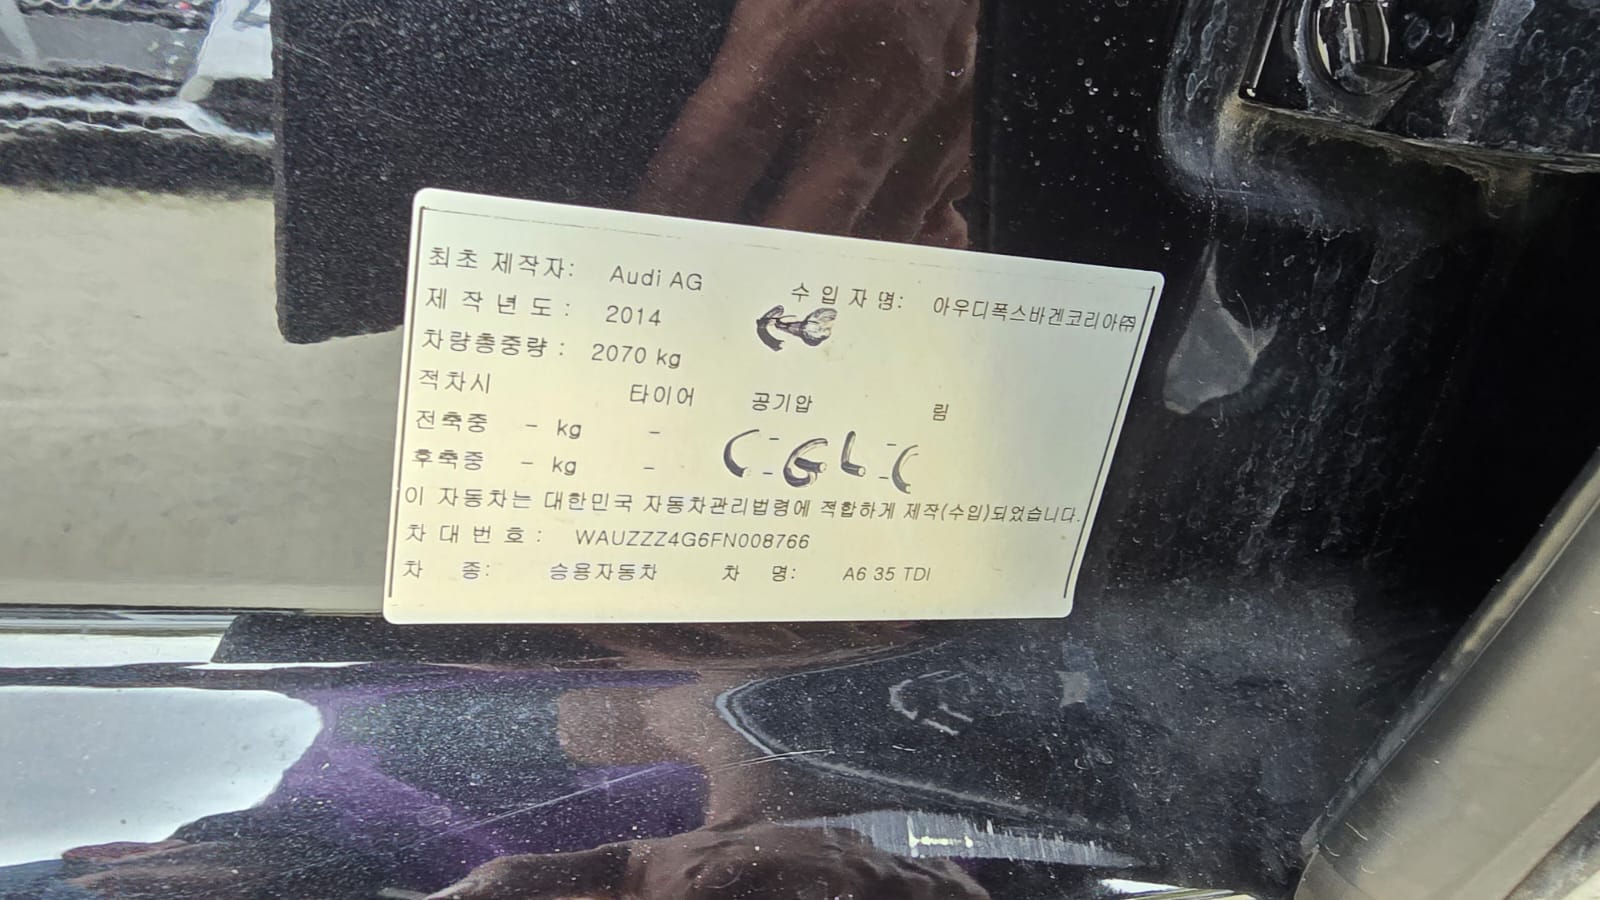 최초 제작자: Audi AG 수입자명: 아우디폭스바겐코리아㈜
제작년도: 2014
차량총중량: 2070 kg
적차시 타이어 공기압 림
전축중 - kg - - -
후축중 - kg - - -
이 자동차는 대한민국 자동차관리법령에 적합하게 제작(수입)되었습니다.
차대번호: WAUZZZ4G6FN008766
차 종: 승용자동차 차 명: A6 35 TDI